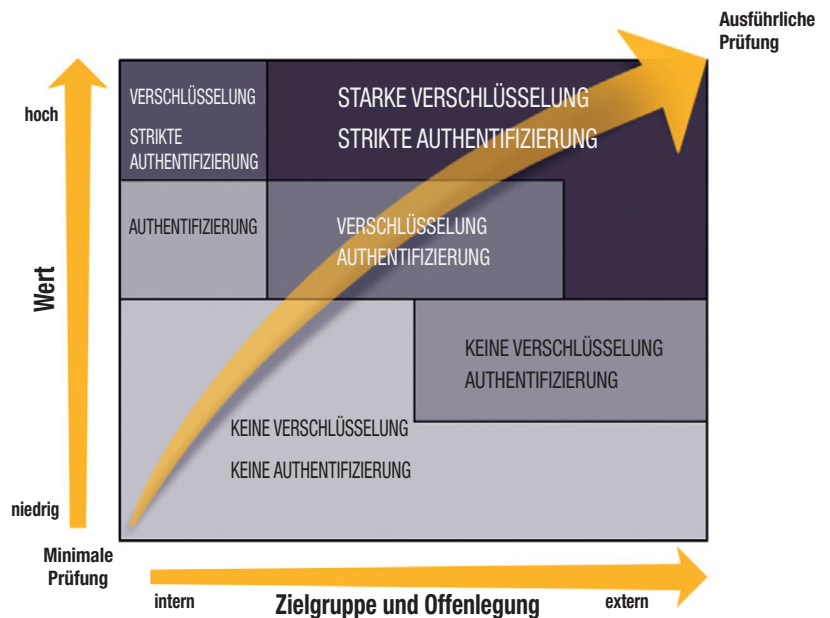 Ausführliche
Prüfung
hoch
VERSCHLÜSSELUNG
STRIKTE
AUTHENTIFIZIERUNG
STARKE VERSCHLÜSSELUNG
STRIKTE AUTHENTIFIZIERUNG
AUTHENTIFIZIERUNG
VERSCHLÜSSELUNG
AUTHENTIFIZIERUNG
Wert
KEINE VERSCHLÜSSELUNG
AUTHENTIFIZIERUNG
KEINE VERSCHLÜSSELUNG
KEINE AUTHENTIFIZIERUNG
niedrig
Minimale
Prüfung
intern
Zielgruppe und Offenlegung
extern